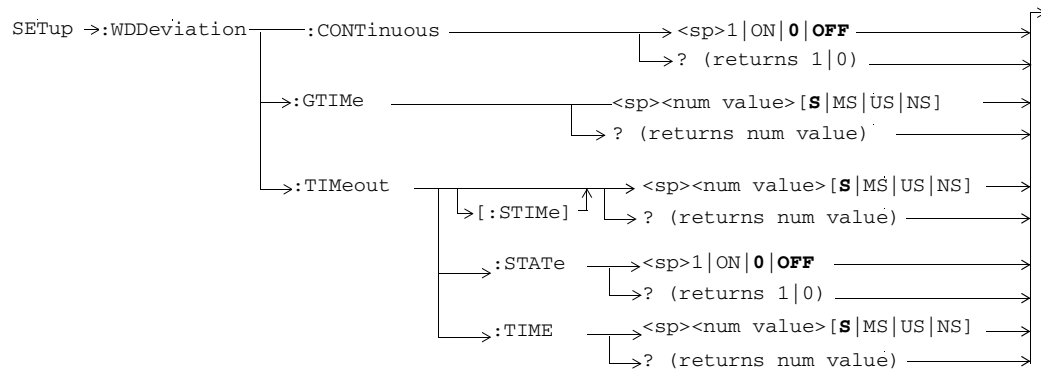 SETup :WDDeviation :CONTinuous <sp>1|ON|0|OFF
? (returns 1|0)
:GTIMe <sp><num value>[S|MS|US|NS]
? (returns num value)
:TIMeout <sp><num value>[S|MS|US|NS]
[:STIMe] ? (returns num value)
:STATe <sp>1|ON|0|OFF
? (returns 1|0)
:TIME <sp><num value>[S|MS|US|NS]
? (returns num value)